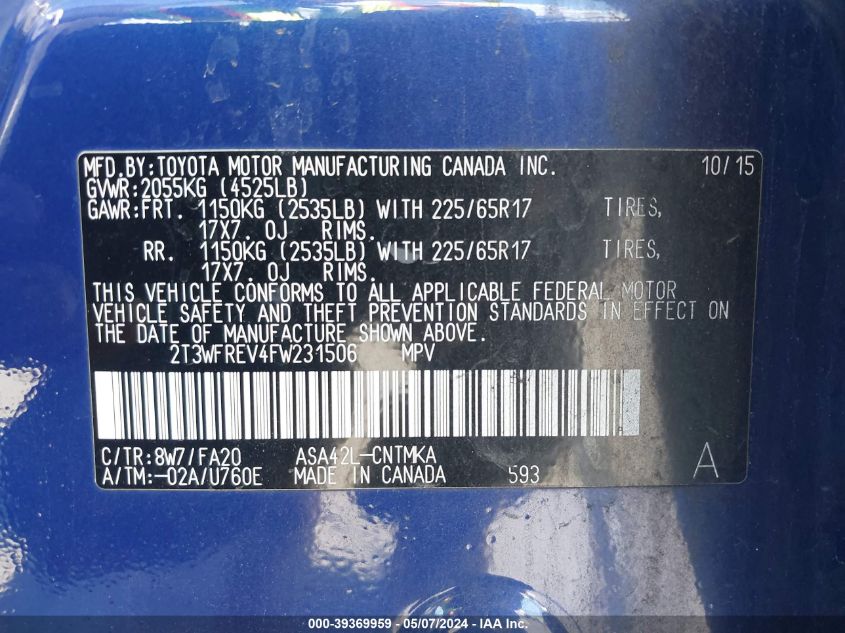 MFD.BY:TOYOTA MOTOR MANUFACTURING CANADA INC. 10/15
GVWR:2055KG (4525LB)
GAWR:FRT. 1150KG (2535LB) WITH 225/65R17 TIRES,
17X7.0J RIMS.
RR. 1150KG (2535LB) WITH 225/65R17 TIRES,
17X7.0J RIMS.
THIS VEHICLE CONFORMS TO ALL APPLICABLE FEDERAL MOTOR
VEHICLE SAFETY AND THEFT PREVENTION STANDARDS IN EFFECT ON
THE DATE OF MANUFACTURE SHOWN ABOVE.
2T3WFREV4FW231506 MPV
C/TR:8W7/FA20 ASA42L-CNTMKA
A/TM:-02A/U760E MADE IN CANADA 593 A
000-39369959 - 05/07/2024 - IAA Inc.